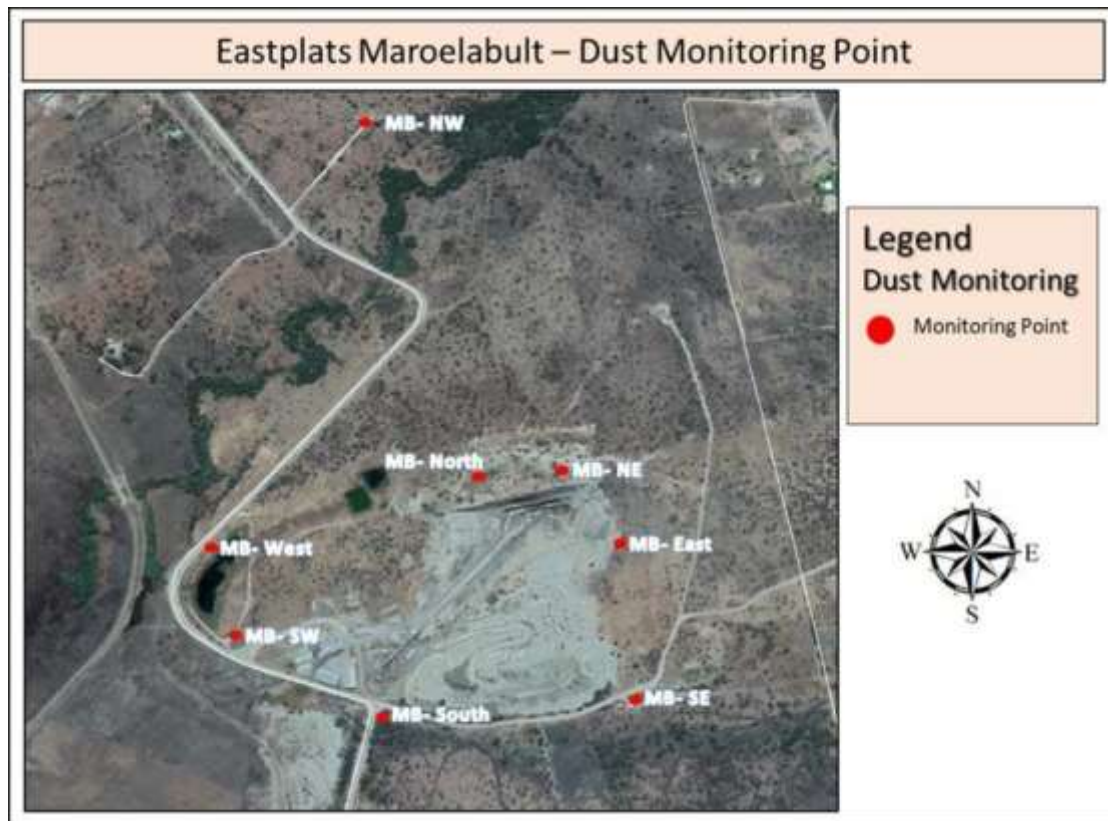 Eastplats Maroelabult – Dust Monitoring Point
MB- NW
Legend
Dust Monitoring
Monitoring Point
MB- North
MB- NE
N
MB- West
MB- East
W
E
S
MB- SW
MB- SE
MB- South